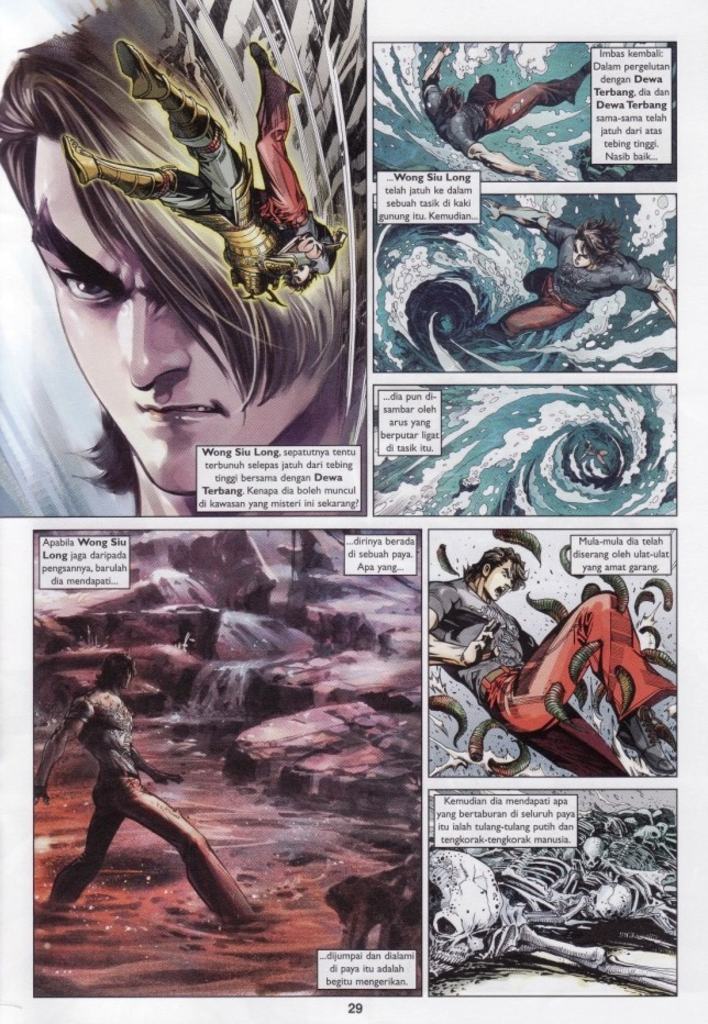 Wong Siu Long, sepatutnya tentu
terbunuh selepas jatuh dari tebing
tinggi bersama dengan Dewa
Terbang. Kenapa dia boleh muncul
di kawasan yang misteri ini sekarang?
Imbas kembali:
Dalam pergelutan
dengan Dewa
Terbang, dia dan
Dewa Terbang
sama-sama telah
jatuh dari atas
tebing tinggi.
Nasib baik...
...Wong Siu Long
telah jatuh ke dalam
sebuah tasik di kaki
gunung itu. Kemudian...
...dia pun di-
sambar oleh
arus yang
berputar ligat
di tasik itu.
Apabila Wong Siu
Long jaga daripada
pengsannya, barulah
dia mendapati...
...dirinya berada
di sebuah paya.
Apa yang...
...dijumpai dan dialami
di paya itu adalah
begitu mengerikan.
Mula-mula dia telah
diserang oleh ulat-ulat
yang amat garang.
Kemudian dia mendapati apa
yang bertaburan di seluruh paya
itu ialah tulang-tulang putih dan
tengkorak-tengkorak manusia.
29